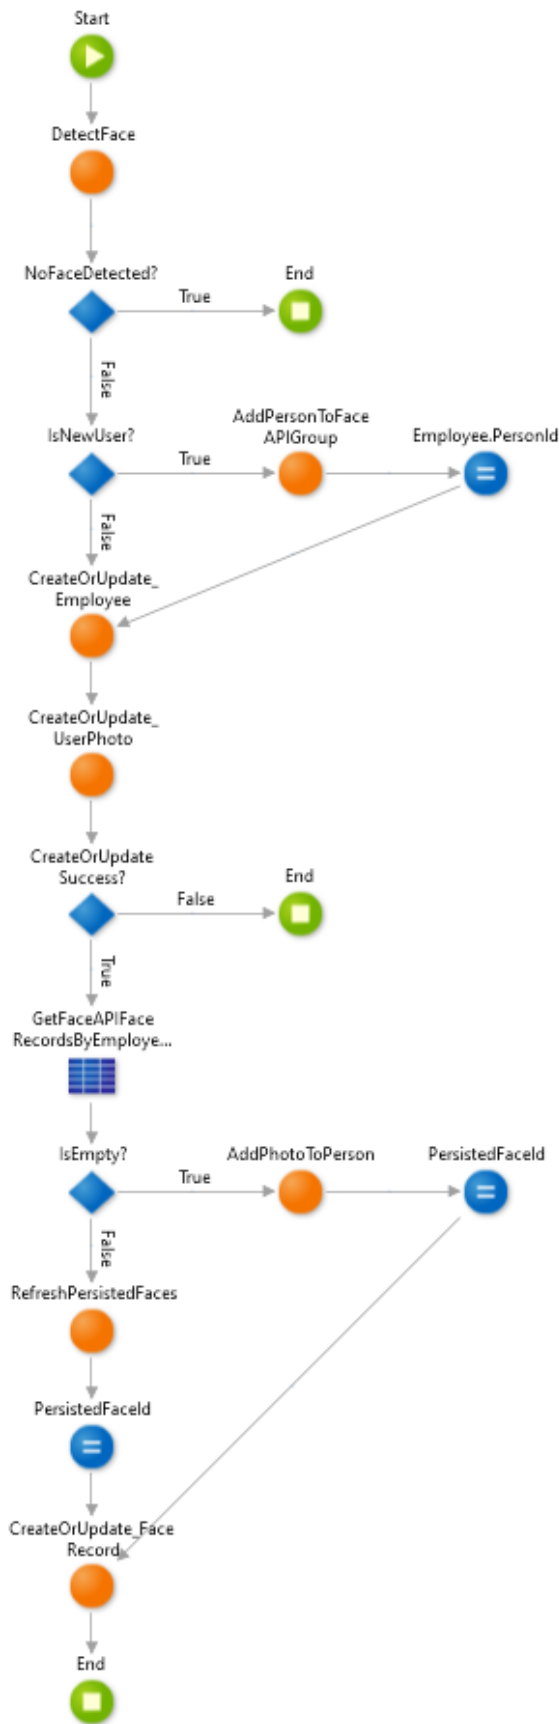 Start
DetectFace
NoFaceDetected?
True
End
False
IsNewUser?
True
AddPersonToFace
APIGroup
Employee.PersonId
False
CreateOrUpdate_
Employee
CreateOrUpdate_
UserPhoto
CreateOrUpdate
Success?
False
End
True
GetFaceAPIFace
RecordsByEmploye...
IsEmpty?
True
AddPhotoToPerson
PersistedFaceId
False
RefreshPersistedFaces
PersistedFaceId
CreateOrUpdate_Face
Record
End